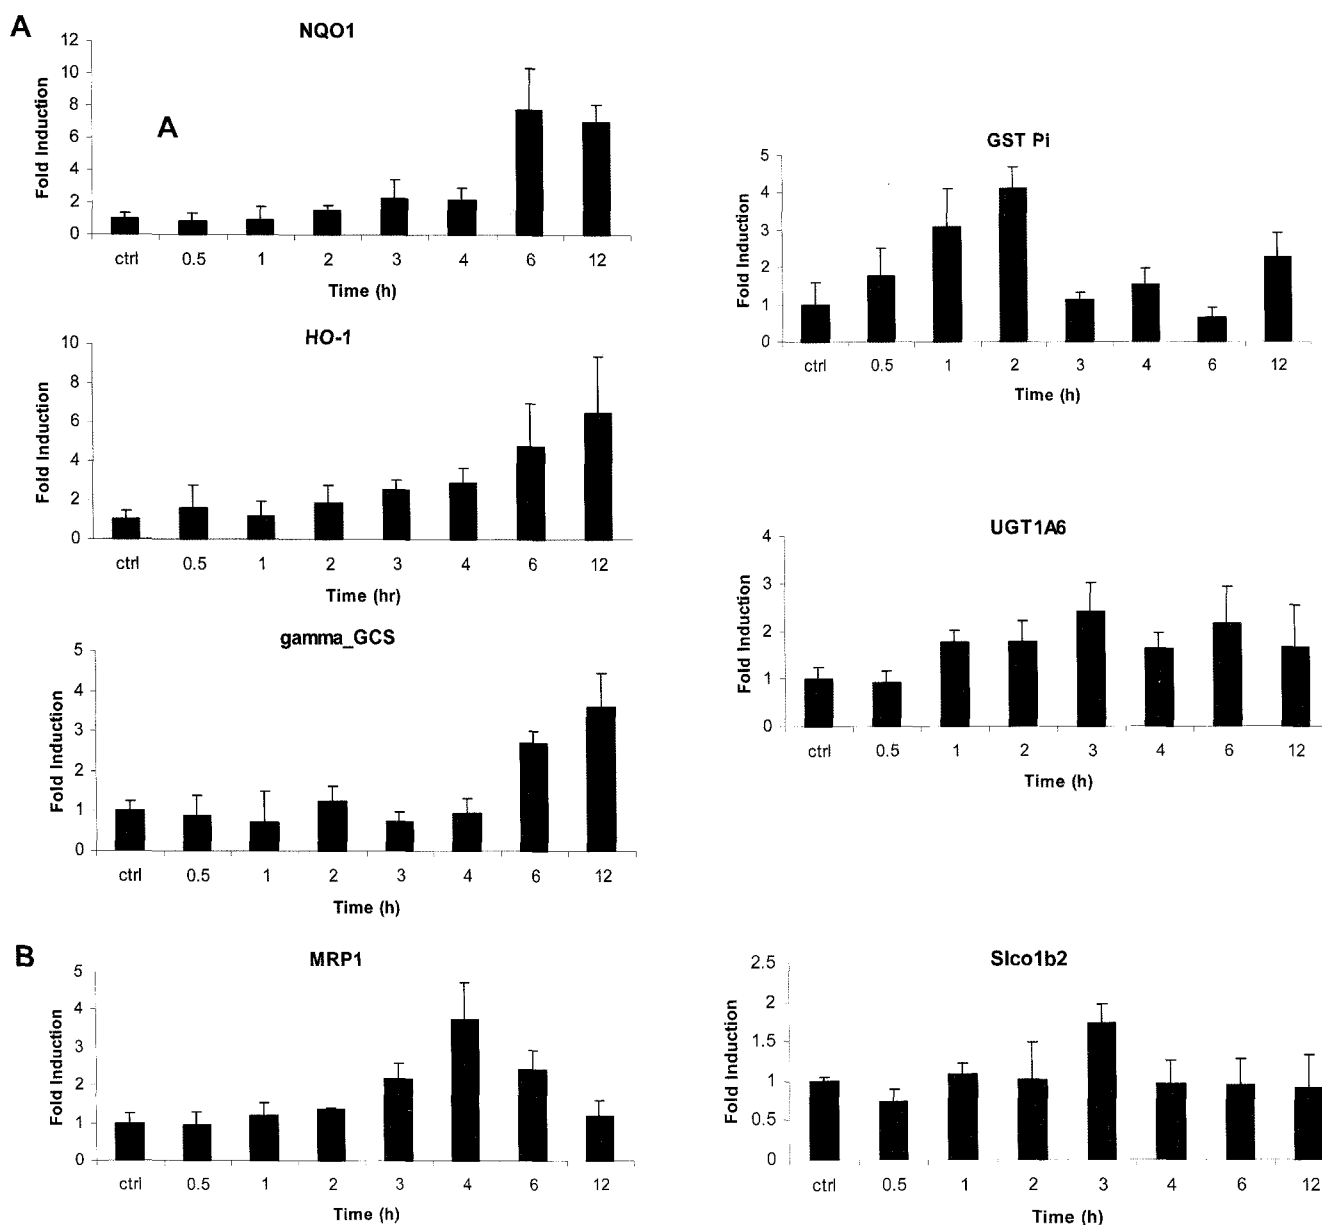 A
NQO1
Fold Induction
12
10
8
6
4
2
0
A
ctrl 0.5 1 2 3 4 6 12
Time (h)
HO-1
Fold Induction
10
8
6
4
2
0
ctrl 0.5 1 2 3 4 6 12
Time (hr)
gamma_GCS
Fold Induction
5
4
3
2
1
0
ctrl 0.5 1 2 3 4 6 12
Time (h)
GST Pi
Fold Induction
5
4
3
2
1
0
ctrl 0.5 1 2 3 4 6 12
Time (h)
UGT1A6
Fold Induction
4
3
2
1
0
ctrl 0.5 1 2 3 4 6 12
Time (h)
B
MRP1
Fold Induction
5
4
3
2
1
0
ctrl 0.5 1 2 3 4 6 12
Time (h)
Slco1b2
Fold Induction
2.5
2
1.5
1
0.5
0
ctrl 0.5 1 2 3 4 6 12
Time (h)